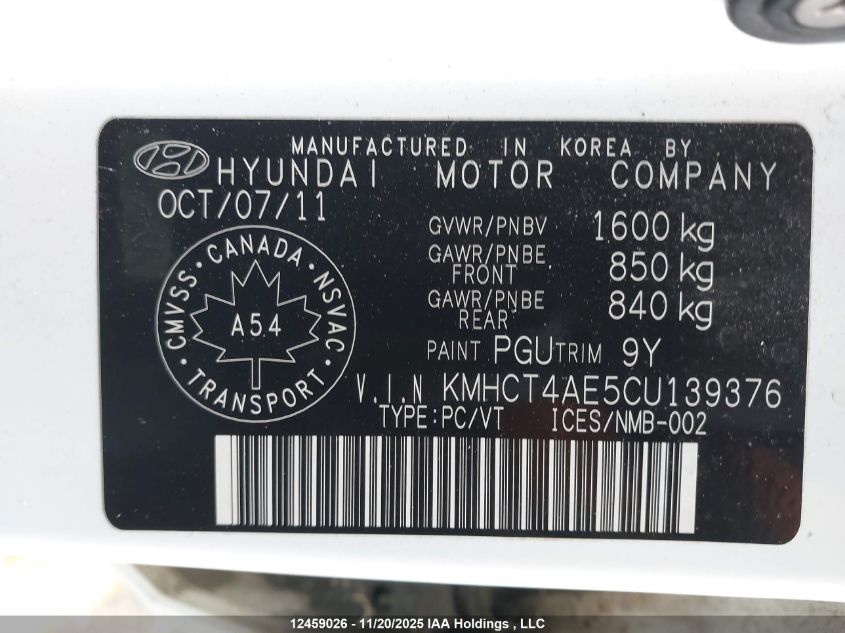 MANUFACTURED IN KOREA BY
HYUNDAI MOTOR COMPANY
OCT/07/11
GVWR/PNBV 1600 kg
GAWR/PNBE FRONT 850 kg
GAWR/PNBE REAR 840 kg
PAINT PGU TRIM 9Y
CMVSS · CANADA · NSVAC · TRANSPORT ·
A54
V.I.N KMHCT4AE5CU139376
TYPE:PC/VT ICES/NMB-002
12459026 - 11/20/2025 IAA Holdings , LLC